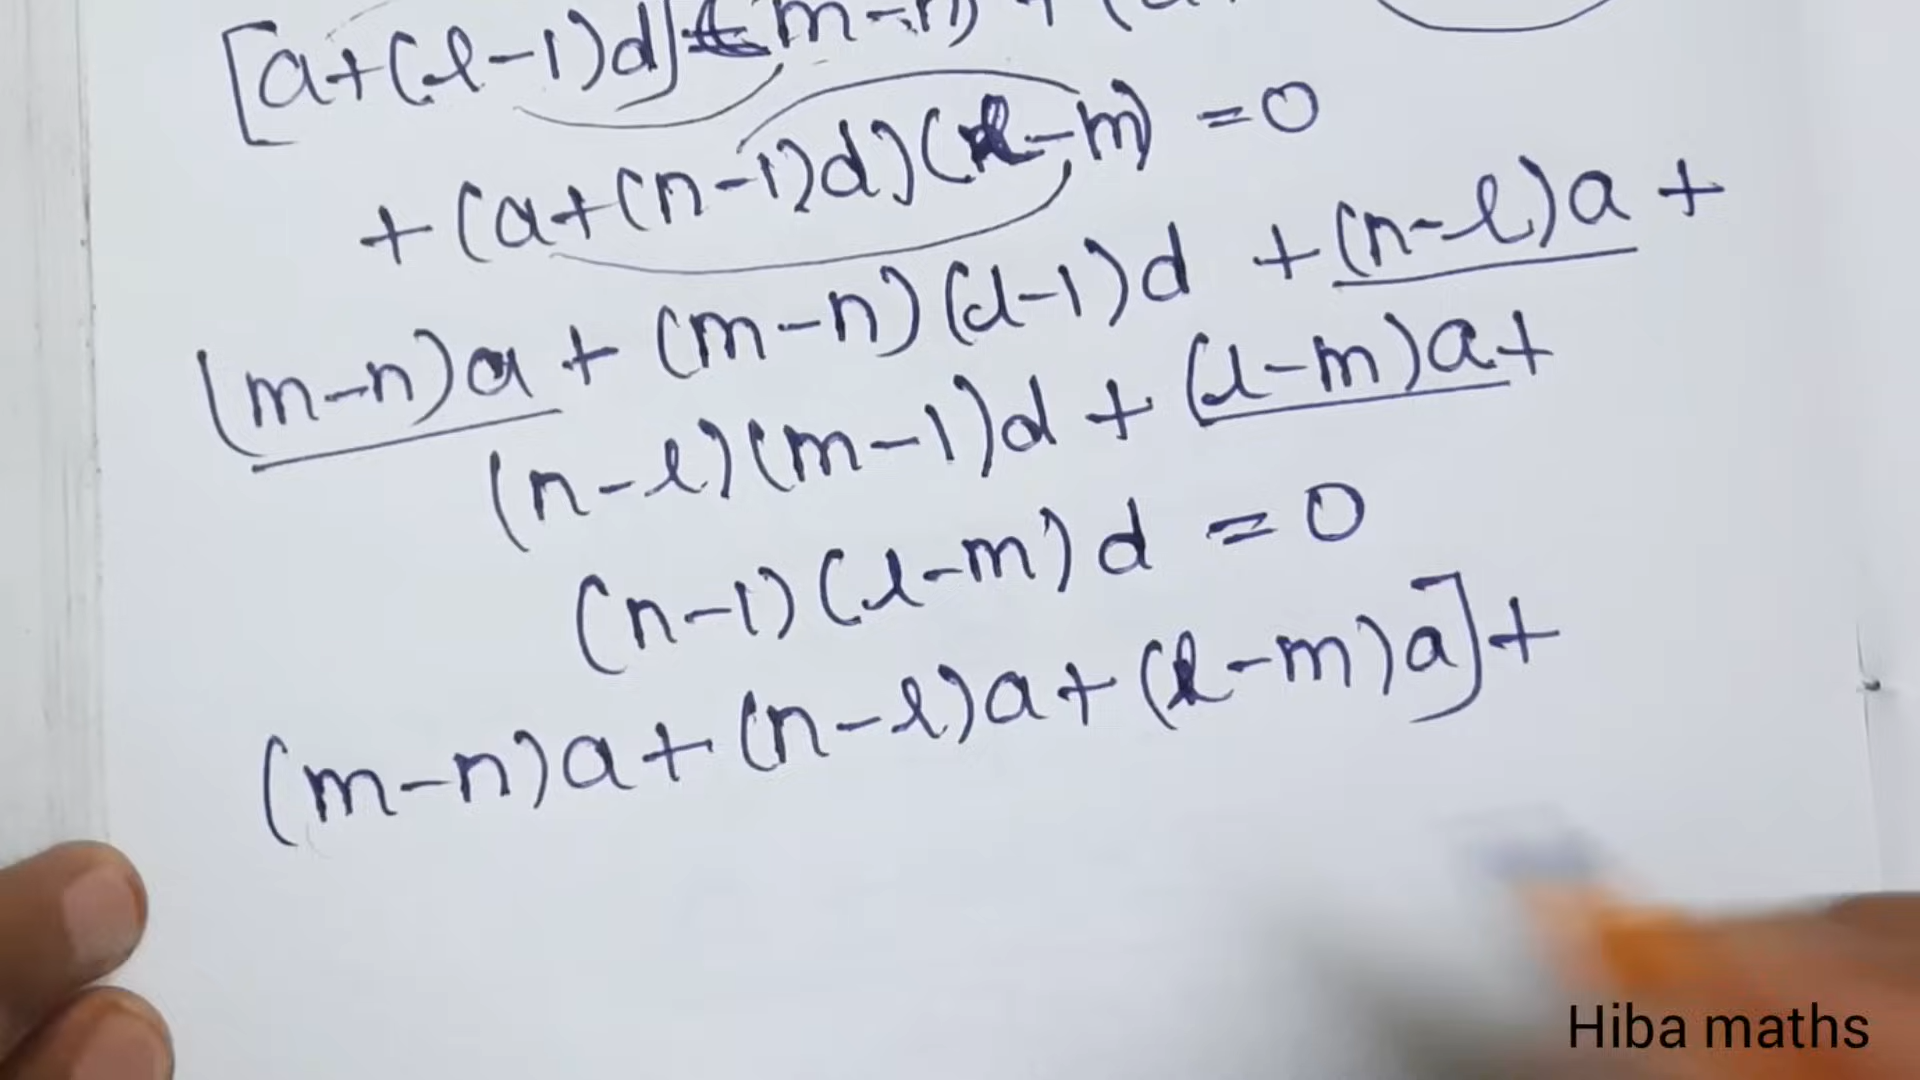 [a+(l-1)d] (m-n) + (a
+ (a+(n-1)d)(l-m) =0
(m-n)a + (m-n)(l-1)d +(n-l)a +
(n-l)(m-1)d + (l-m)a+
(n-1)(l-m)d = 0
(m-n)a+(n-l)a+(l-m)a]+
Hiba maths